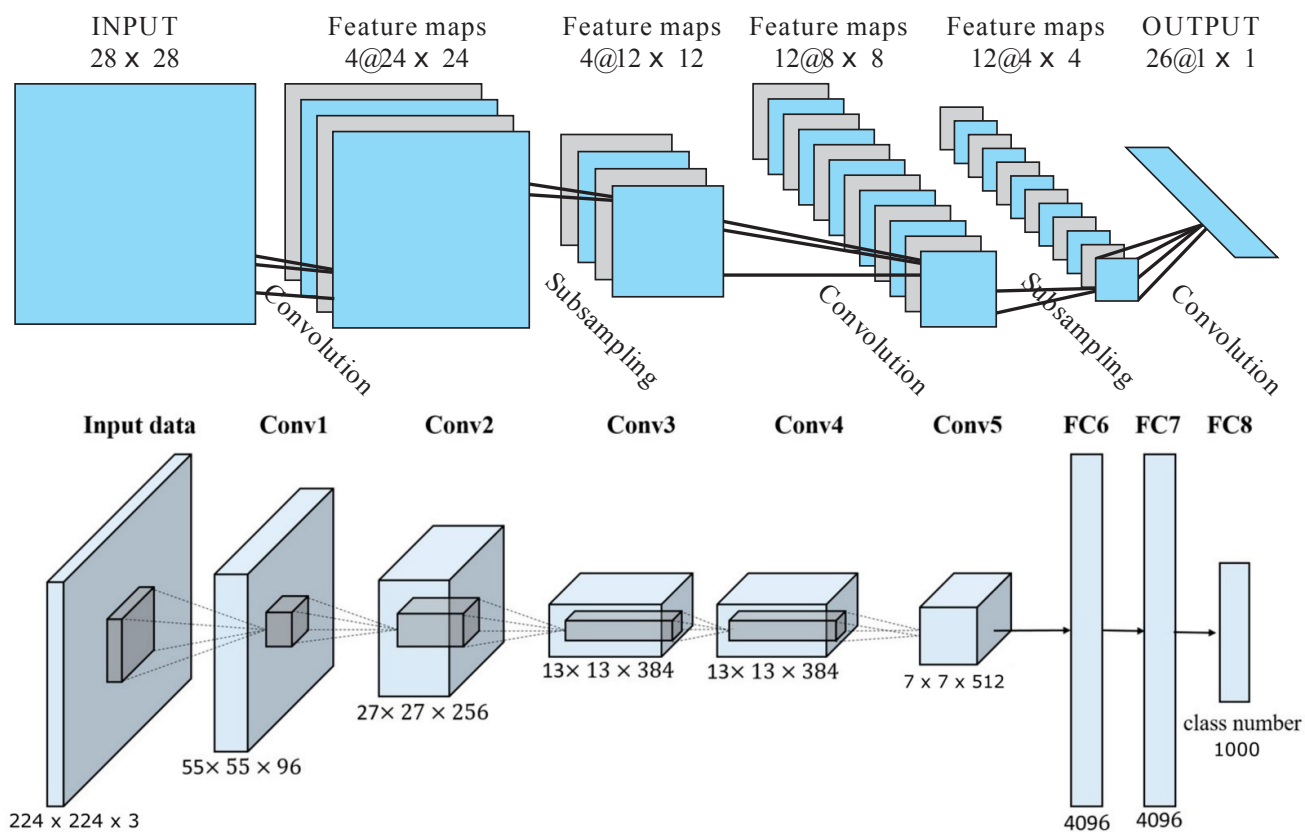 INPUT
28 x 28
Feature maps
4@24 x 24
Feature maps
4@12 x 12
Feature maps
12@8 x 8
Feature maps
12@4 x 4
OUTPUT
26@1 x 1
Convolution
Subsampling
Convolution
Subsampling
Convolution
Input data
Conv1
Conv2
Conv3
Conv4
Conv5
FC6
FC7
FC8
224 x 224 x 3
55× 55 × 96
27× 27 × 256
13× 13 × 384
13× 13 × 384
7 x 7 x 512
4096
4096
class number
1000